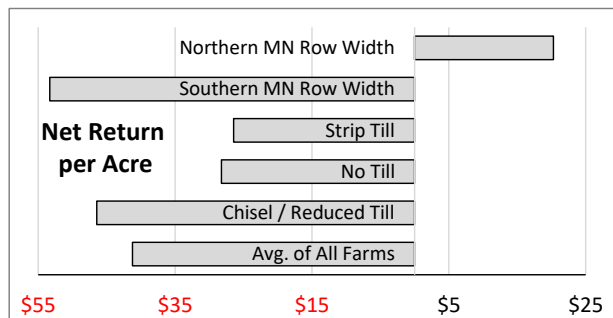 Northern MN Row Width
Southern MN Row Width
Net Return
per Acre
Strip Till
No Till
Chisel / Reduced Till
Avg. of All Farms
$55 $35 $15 $5 $25